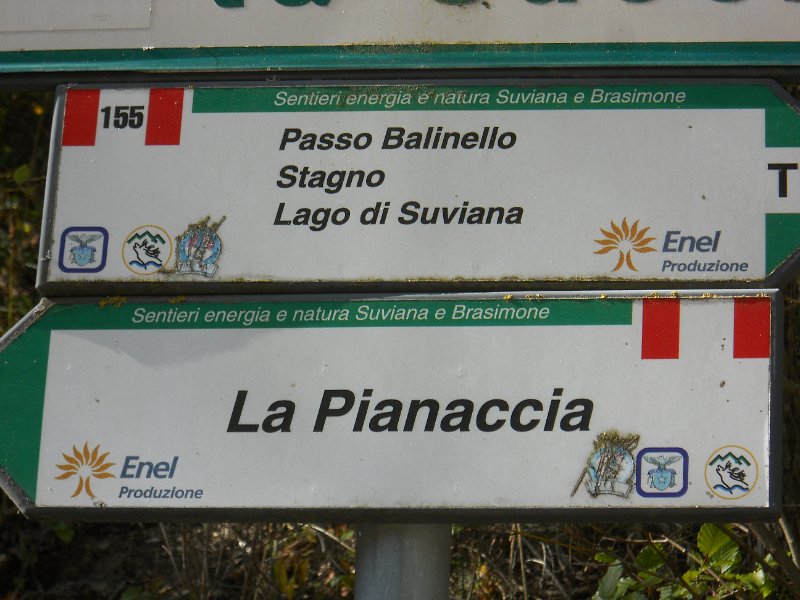 155
Sentieri energia e natura Suviana e Brasimone
Passo Balinello
Stagno
Lago di Suviana
T
Enel
Produzione
Sentieri energia e natura Suviana e Brasimone
La Pianaccia
Enel
Produzione